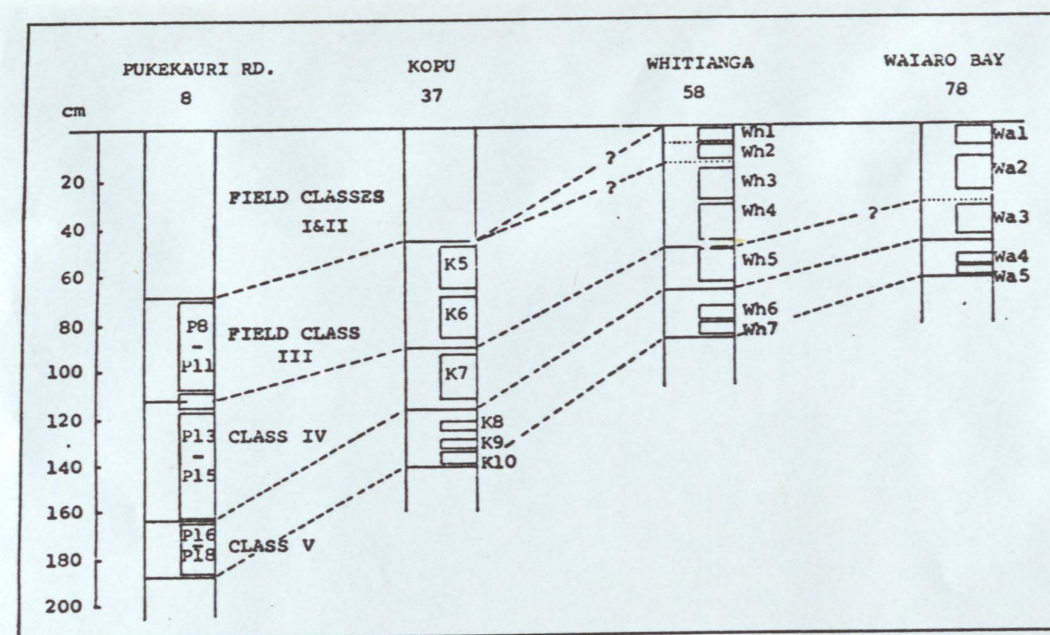 PUKEKAURI RD.
8
KOPU
37
WHITIANGA
58
WAIARO BAY
78
cm
20
40
60
80
100
120
140
160
180
200
FIELD CLASSES
I&II
FIELD CLASS
III
CLASS IV
CLASS V
P8
-
P11
P13
-
P15
P16
-
P18
K5
K6
K7
K8
K9
K10
?
?
Wh1
Wh2
Wh3
Wh4
Wh5
Wh6
Wh7
?
Wa1
Wa2
Wa3
Wa4
Wa5